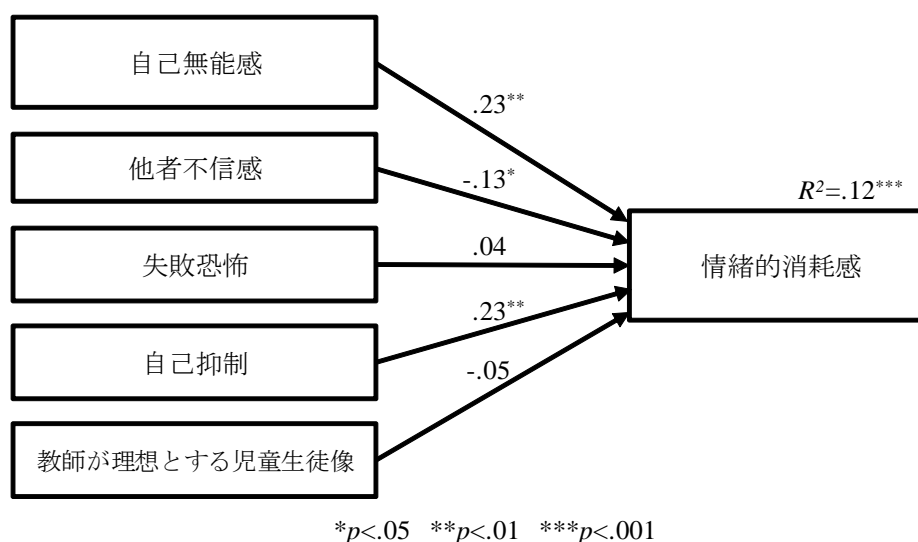 自己無能感
.23**
他者不信感
-.13*
R²=.12***
失敗恐怖
.04
情緒的消耗感
自己抑制
.23**
-.05
教師が理想とする児童生徒像
*p<.05 **p<.01 ***p<.001